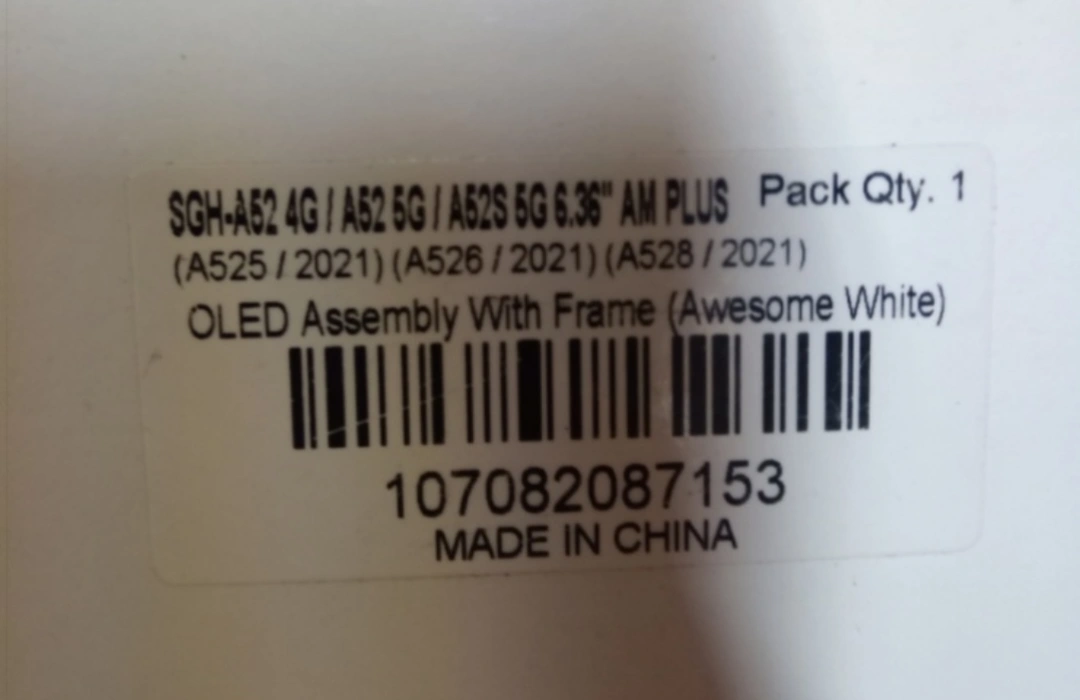 SGH-A52 4G / A52 5G / A52S 5G 6.36" AM PLUS Pack Qty. 1
(A525 / 2021) (A526 / 2021) (A528 / 2021)
OLED Assembly With Frame (Awesome White)
107082087153
MADE IN CHINA